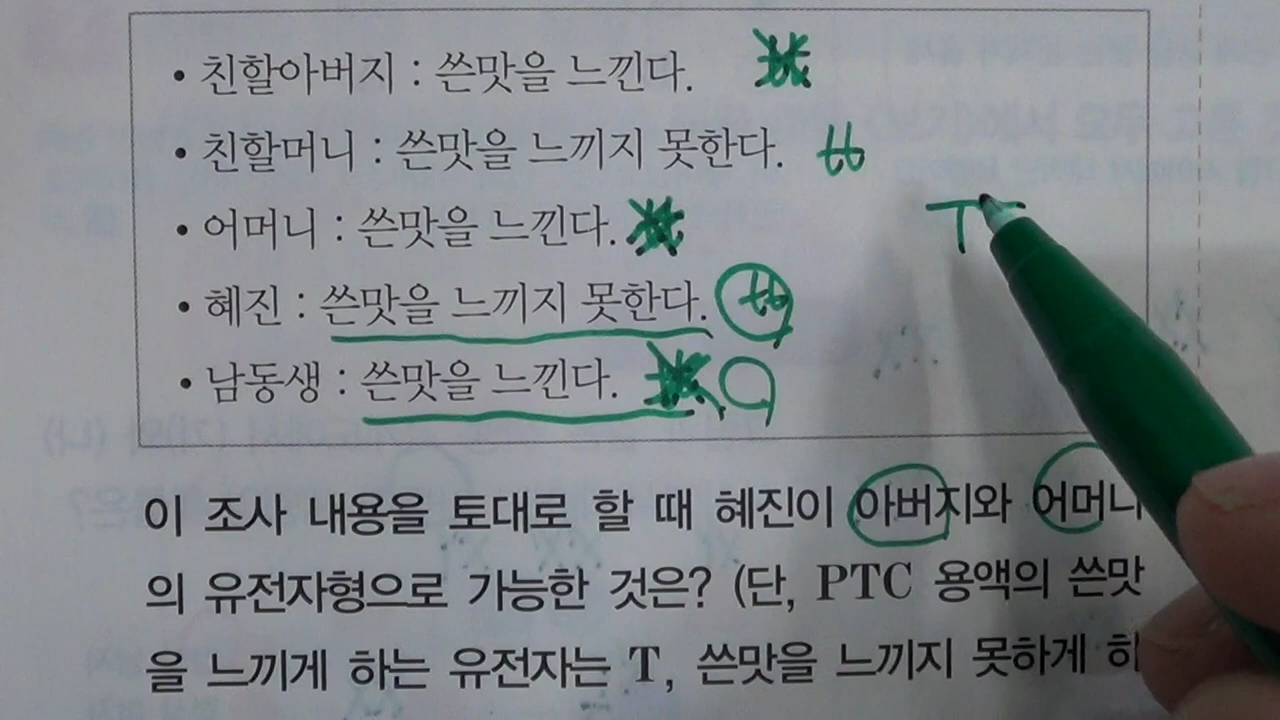 • 친할아버지 : 쓴맛을 느낀다.
• 친할머니 : 쓴맛을 느끼지 못한다. tt
• 어머니 : 쓴맛을 느낀다.
T
• 혜진 : 쓴맛을 느끼지 못한다. tt
• 남동생 : 쓴맛을 느낀다.
이 조사 내용을 토대로 할 때 혜진이 아버지와 어머니
의 유전자형으로 가능한 것은? (단, PTC 용액의 쓴맛
을 느끼게 하는 유전자는 T, 쓴맛을 느끼지 못하게 하